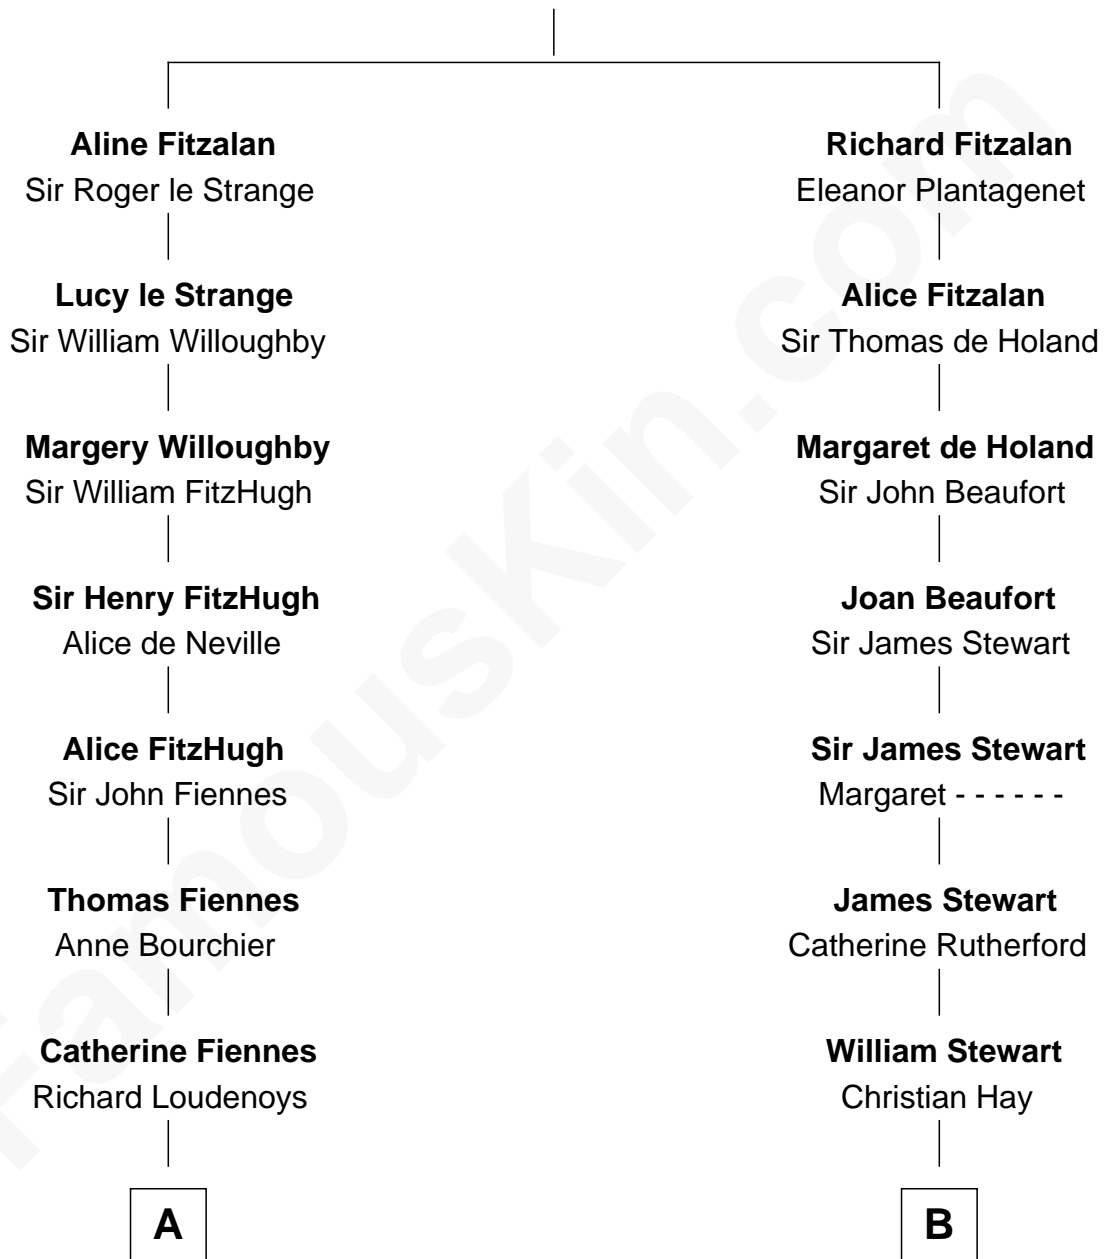 Aline Fitzalan
Sir Roger le Strange
Lucy le Strange
Sir William Willoughby
Margery Willoughby
Sir William FitzHugh
Sir Henry FitzHugh
Alice de Neville
Alice FitzHugh
Sir John Fiennes
Thomas Fiennes
Anne Bourchier
Catherine Fiennes
Richard Loudenoys
A
Richard Fitzalan
Eleanor Plantagenet
Alice Fitzalan
Sir Thomas de Holand
Margaret de Holand
Sir John Beaufort
Joan Beaufort
Sir James Stewart
Sir James Stewart
Margaret - - - - - -
James Stewart
Catherine Rutherford
William Stewart
Christian Hay
B
FamousKin.com